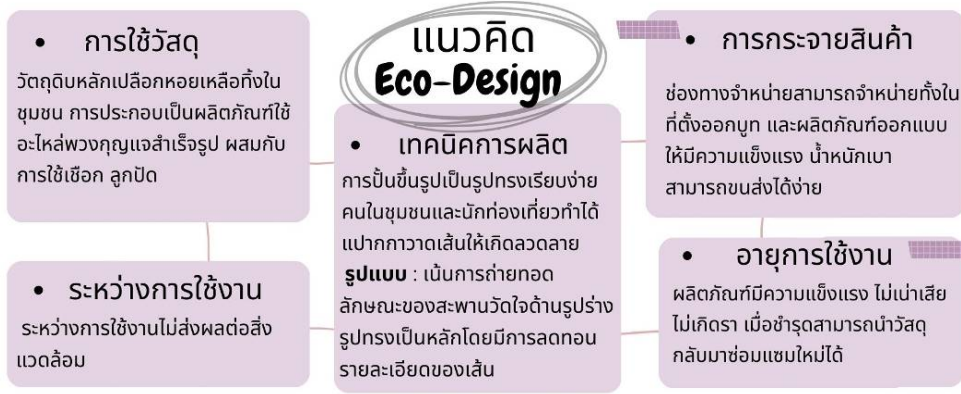 แนวคิด
Eco-Design
• การใช้วัสดุ
วัตถุดิบหลักเปลือกหอยเหลือทิ้งใน
ชุมชน การประกอบเป็นผลิตภัณฑ์ใช้
อะไหล่พวงกุญแจสำเร็จรูป ผสมกับ
การใช้เชือก ลูกปัด
• เทคนิคการผลิต
การปั้นขึ้นรูปเป็นรูปทรงเรียบง่าย
คนในชุมชนและนักท่องเที่ยวทำได้
แปากกาวาดเส้นให้เกิดลวดลาย
รูปแบบ : เน้นการถ่ายทอด
ลักษณะของสะพานวัดใจด้านรูปร่าง
รูปทรงเป็นหลักโดยมีการลดทอน
รายละเอียดของเส้น
• การกระจายสินค้า
ช่องทางจำหน่ายสามารถจำหน่ายทั้งใน
ที่ตั้งออกบูท และผลิตภัณฑ์ออกแบบ
ให้มีความแข็งแรง น้ำหนักเบา
สามารถขนส่งได้ง่าย
• ระหว่างการใช้งาน
ระหว่างการใช้งานไม่ส่งผลต่อสิ่ง
แวดล้อม
• อายุการใช้งาน
ผลิตภัณฑ์มีความแข็งแรง ไม่เน่าเสีย
ไม่เกิดรา เมื่อชำรุดสามารถนำวัสดุ
กลับมาซ่อมแซมใหม่ได้